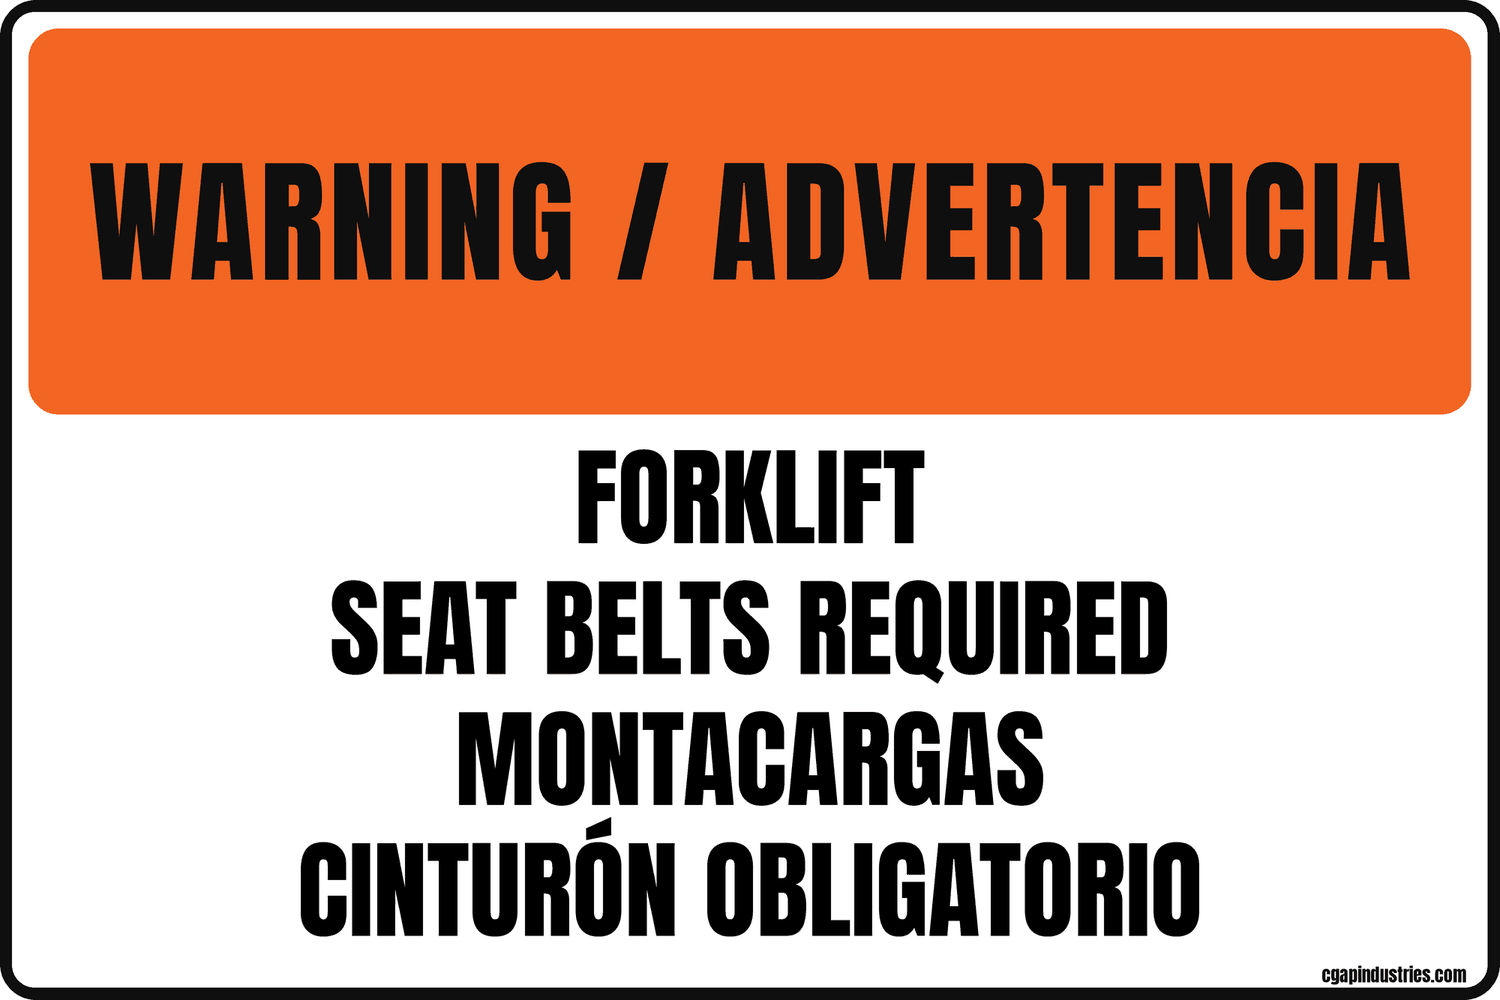 WARNING / ADVERTENCIA
FORKLIFT
SEAT BELTS REQUIRED
MONTACARGAS
CINTURÓN OBLIGATORIO
cgapindustries.com